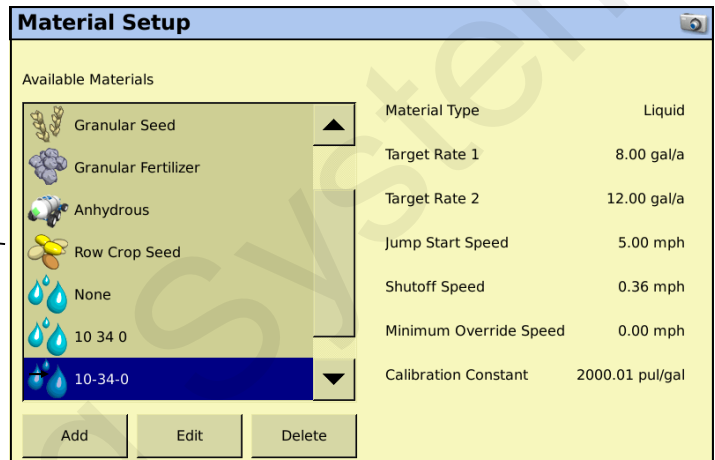 Material Setup
Available Materials
Granular Seed
Granular Fertilizer
Anhydrous
Row Crop Seed
None
10 34 0
10-34-0
Add Edit Delete
Material Type Liquid
Target Rate 1 8.00 gal/a
Target Rate 2 12.00 gal/a
Jump Start Speed 5.00 mph
Shutoff Speed 0.36 mph
Minimum Override Speed 0.00 mph
Calibration Constant 2000.01 pul/gal
System